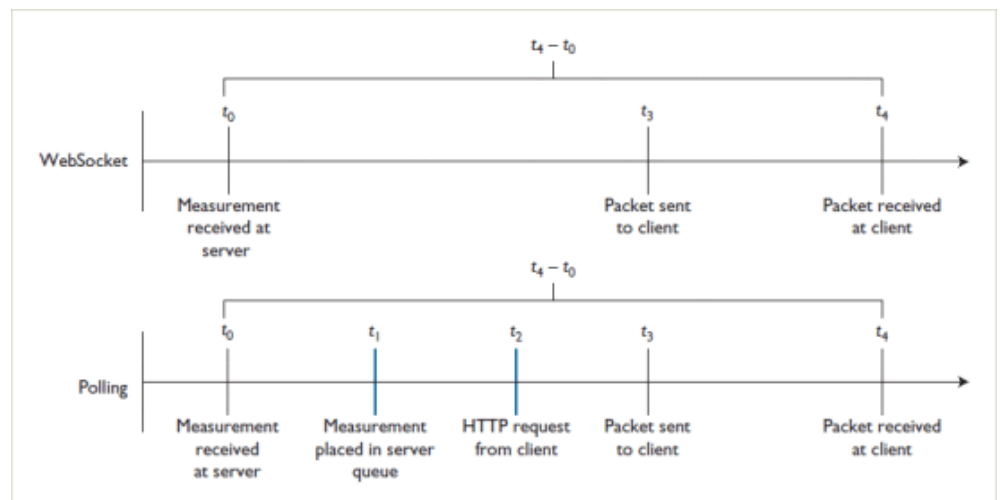 t4 – t0
t0 t3 t4
WebSocket
Measurement received at server
Packet sent to client
Packet received at client
t4 – t0
t0 t1 t2 t3 t4
Polling
Measurement received at server
Measurement placed in server queue
HTTP request from client
Packet sent to client
Packet received at client